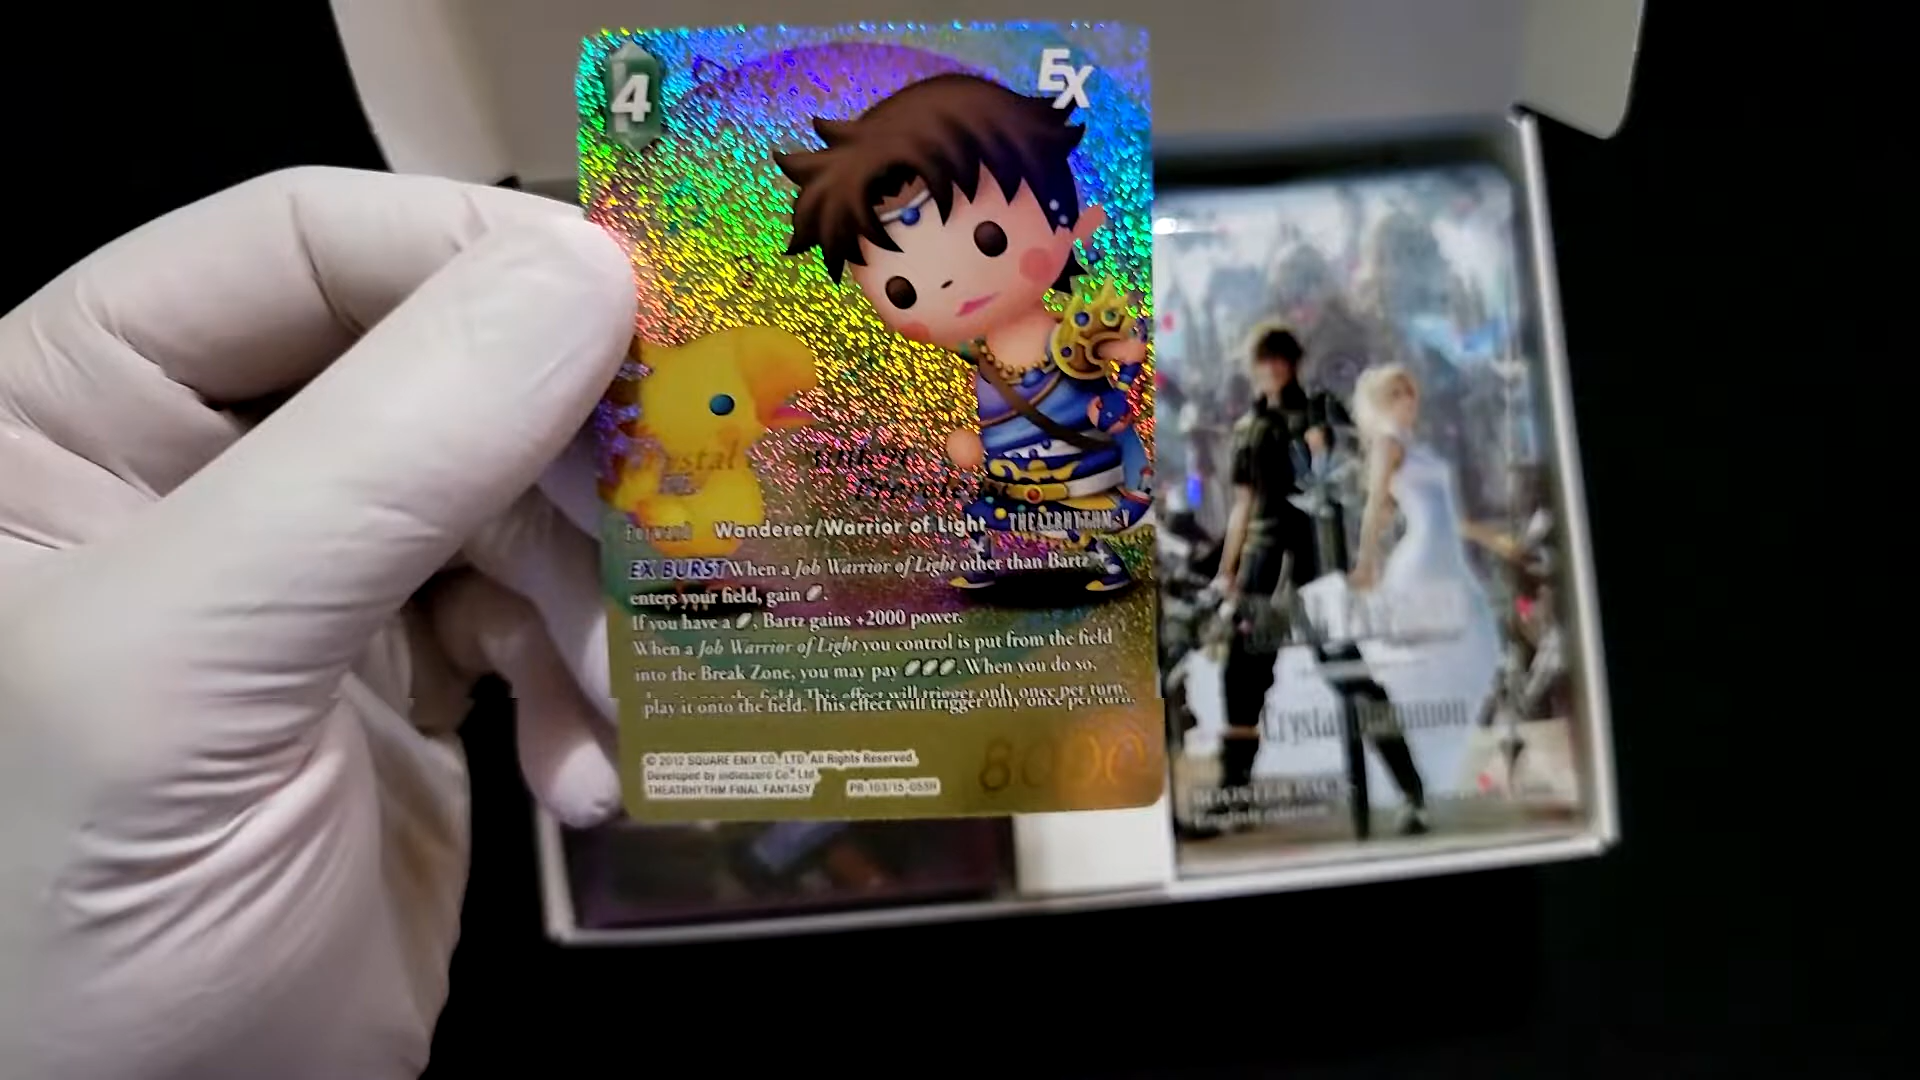 4
EX
Forward Wanderer/Warrior of Light THEATRHYTHM・V
EX BURST When a Job Warrior of Light other than Bartz
enters your field, gain .
If you have a , Bartz gains +2000 power.
When a Job Warrior of Light you control is put from the field
into the Break Zone, you may pay . When you do so,
play it onto the field. This effect will trigger only once per turn.
© 2012 SQUARE ENIX CO., LTD. All Rights Reserved.
Developed by indieszero Co., Ltd.
THEATRHYTHM FINAL FANTASY PR-103/15-053H
8000
Crystal Dominion
BOOSTER PACK
English edition